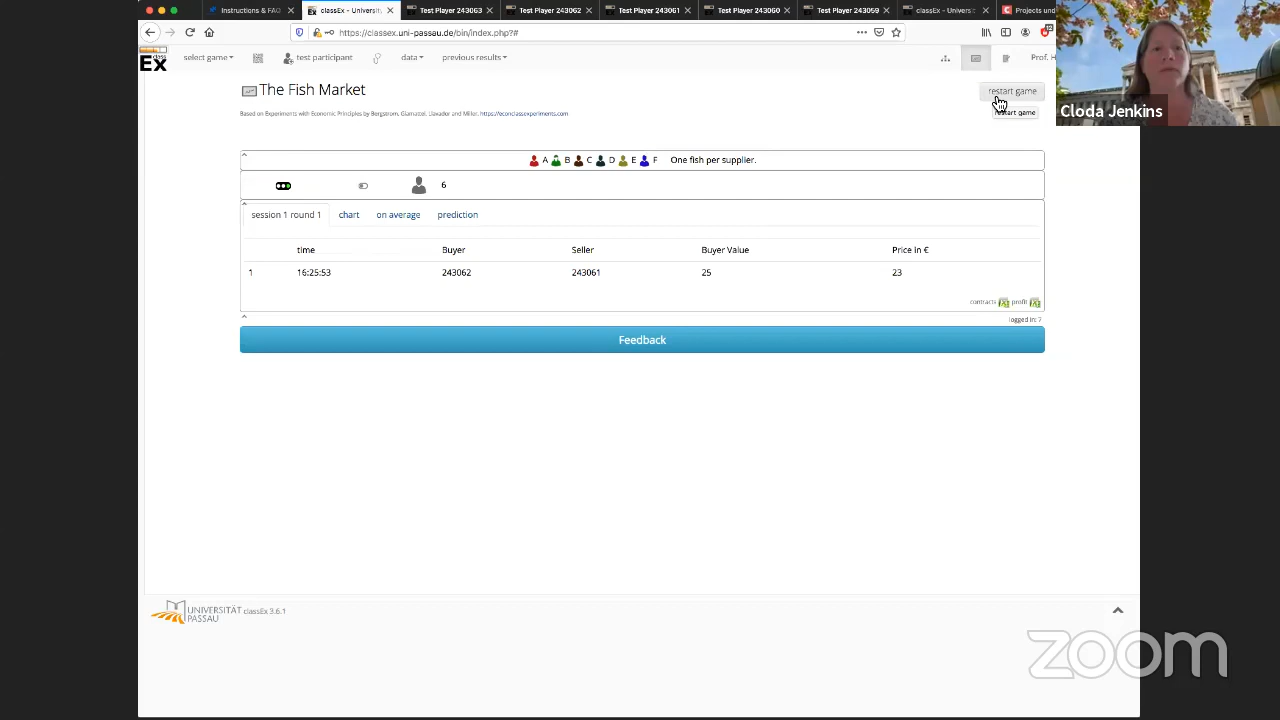 Instructions & FAQ
classEx - Universit
Test Player 243063
Test Player 243062
Test Player 243061
Test Player 243060
Test Player 243059
classEx - Universit
Projects und
https://classex.uni-passau.de/bin/index.php?#
class
Ex
select game
test participant
data
previous results
Prof. H
Cloda Jenkins
The Fish Market
restart game
restart game
Based on Experiments with Economic Principles by Bergstrom, Giamattei, Llavador and Miller. https://econclassexperiments.com
A B C D E F One fish per supplier.
6
session 1 round 1 chart on average prediction
time Buyer Seller Buyer Value Price in €
1 16:25:53 243062 243061 25 23
contracts profit
logged in: 7
Feedback
UNIVERSITÄT
PASSAU
classEx 3.6.1
zoom